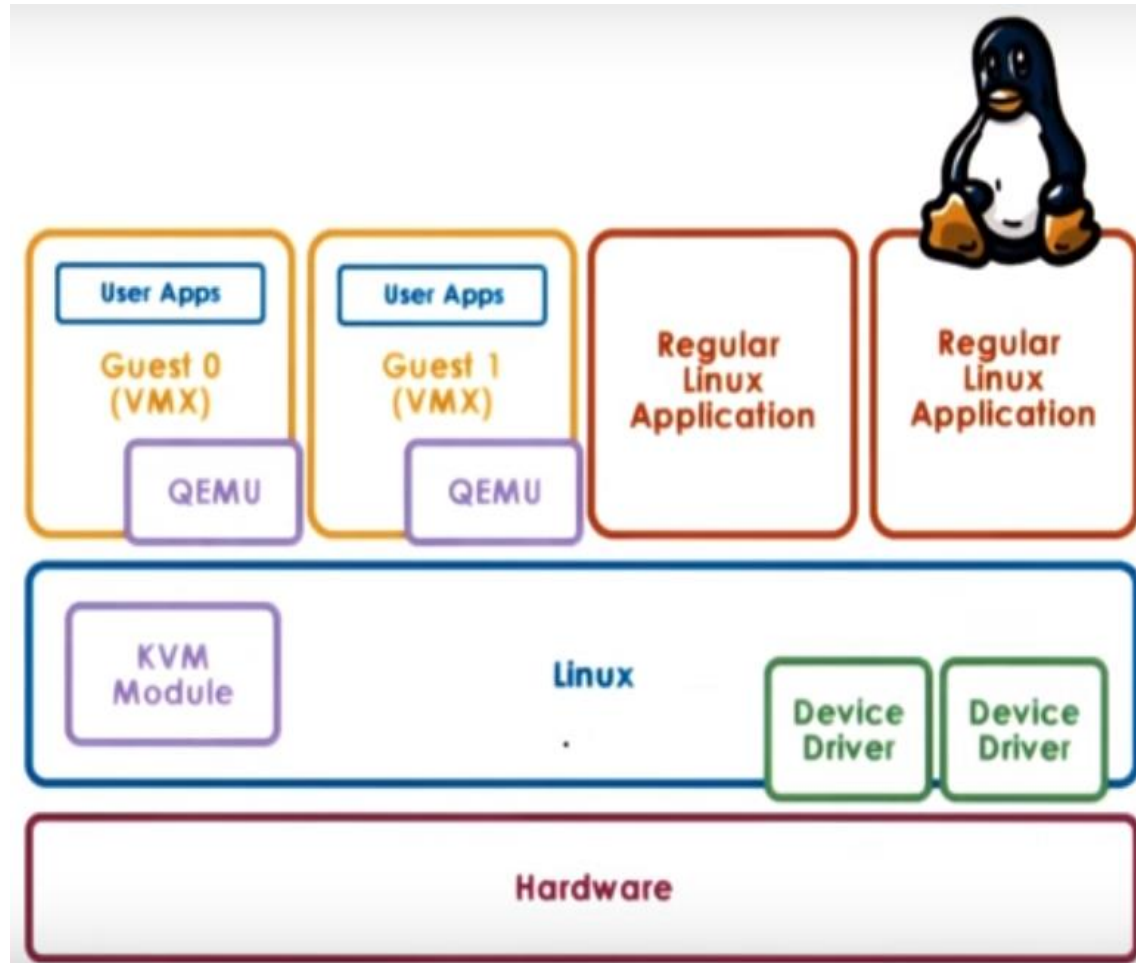 User Apps
Guest 0
(VMX)
QEMU
User Apps
Guest 1
(VMX)
QEMU
Regular
Linux
Application
Regular
Linux
Application
KVM
Module
Linux
Device
Driver
Device
Driver
Hardware